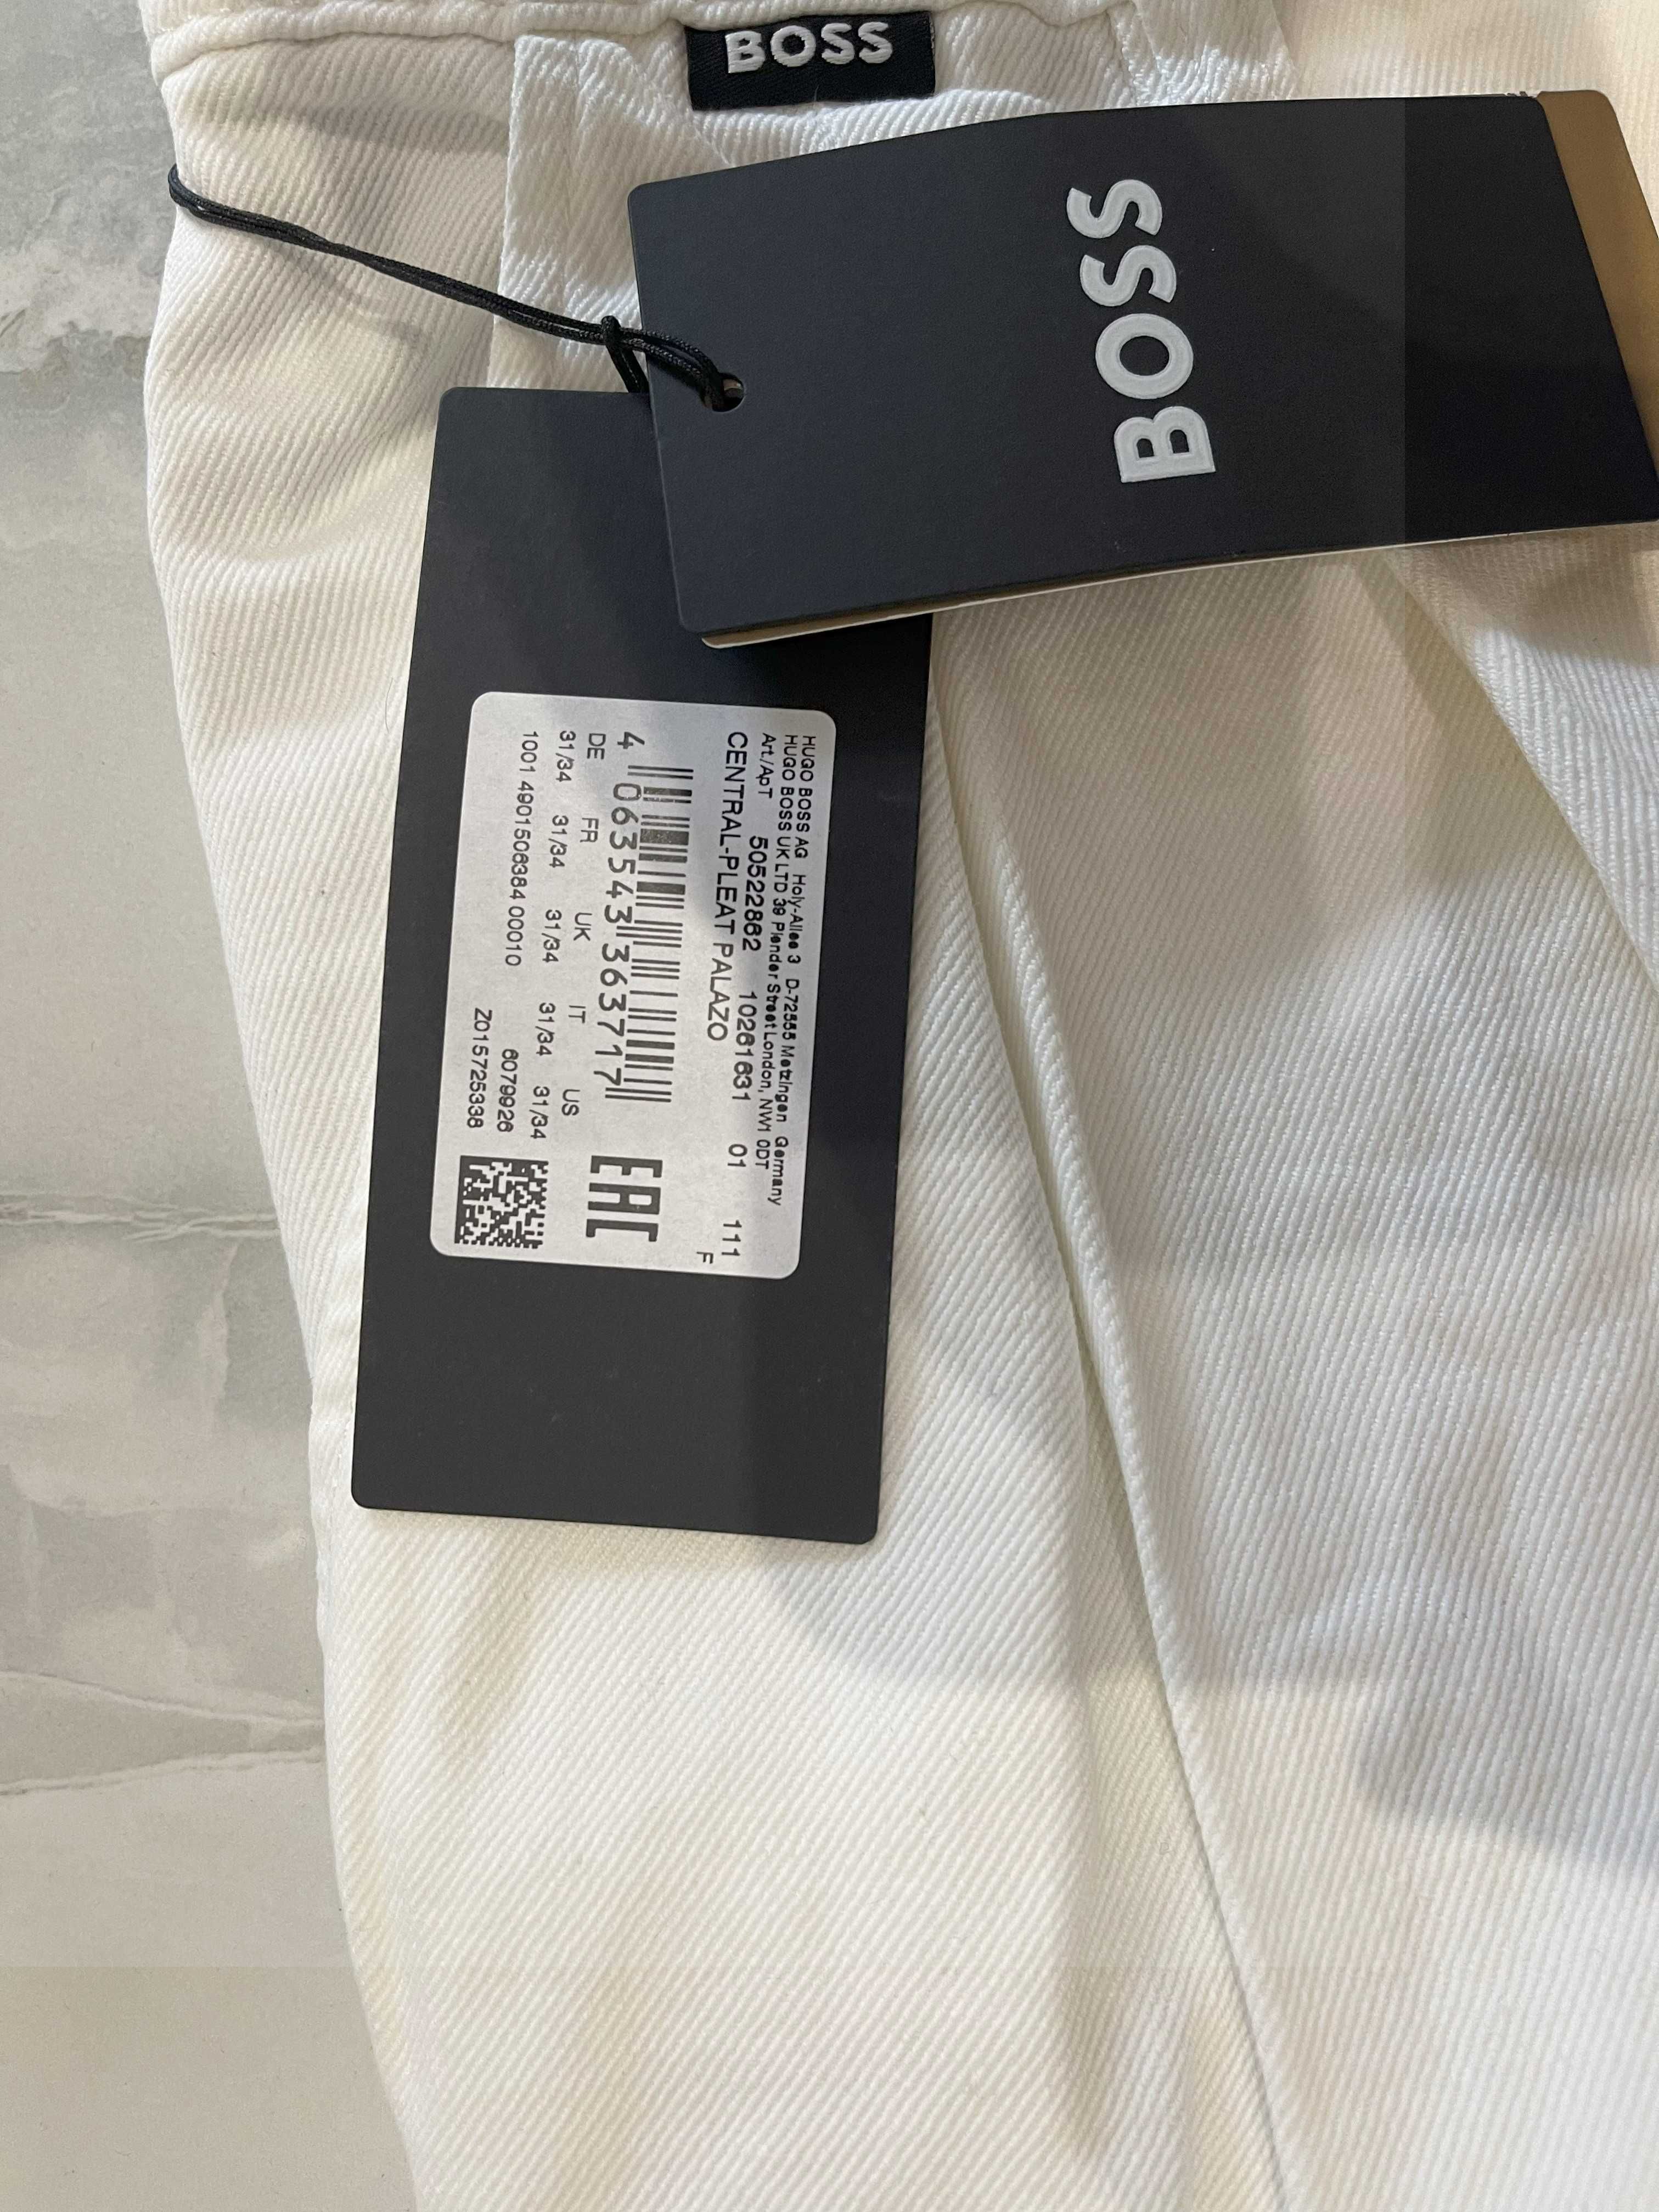 BOSS
BOSS
HUGO BOSS AG Holy-Allee 3 D-72555 Metzingen Germany
HUGO BOSS UK LTD 39 Plender Street London, NW1 0DT
Art./АрТ 50522862 10261631 01 111
CENTRAL-PLEAT PALAZO F
4 063543 363717
EAC
DE FR UK IT US
31/34 31/34 31/34 31/34 31/34
1001 4901506384 00010 6079926
Z015725338